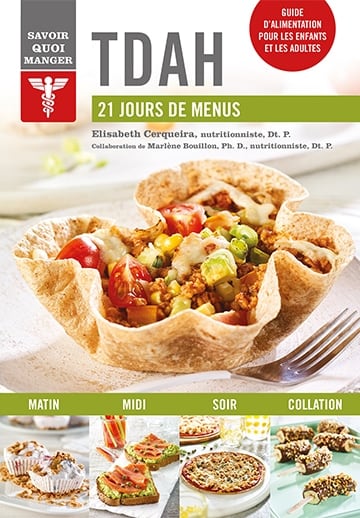 SAVOIR
QUOI
MANGER
GUIDE
D'ALIMENTATION
POUR LES ENFANTS
ET LES ADULTES
TDAH
21 JOURS DE MENUS
Elisabeth Cerqueira, nutritionniste, Dt. P.
Collaboration de Marlène Bouillon, Ph. D., nutritionniste, Dt. P.
MATIN MIDI SOIR COLLATION